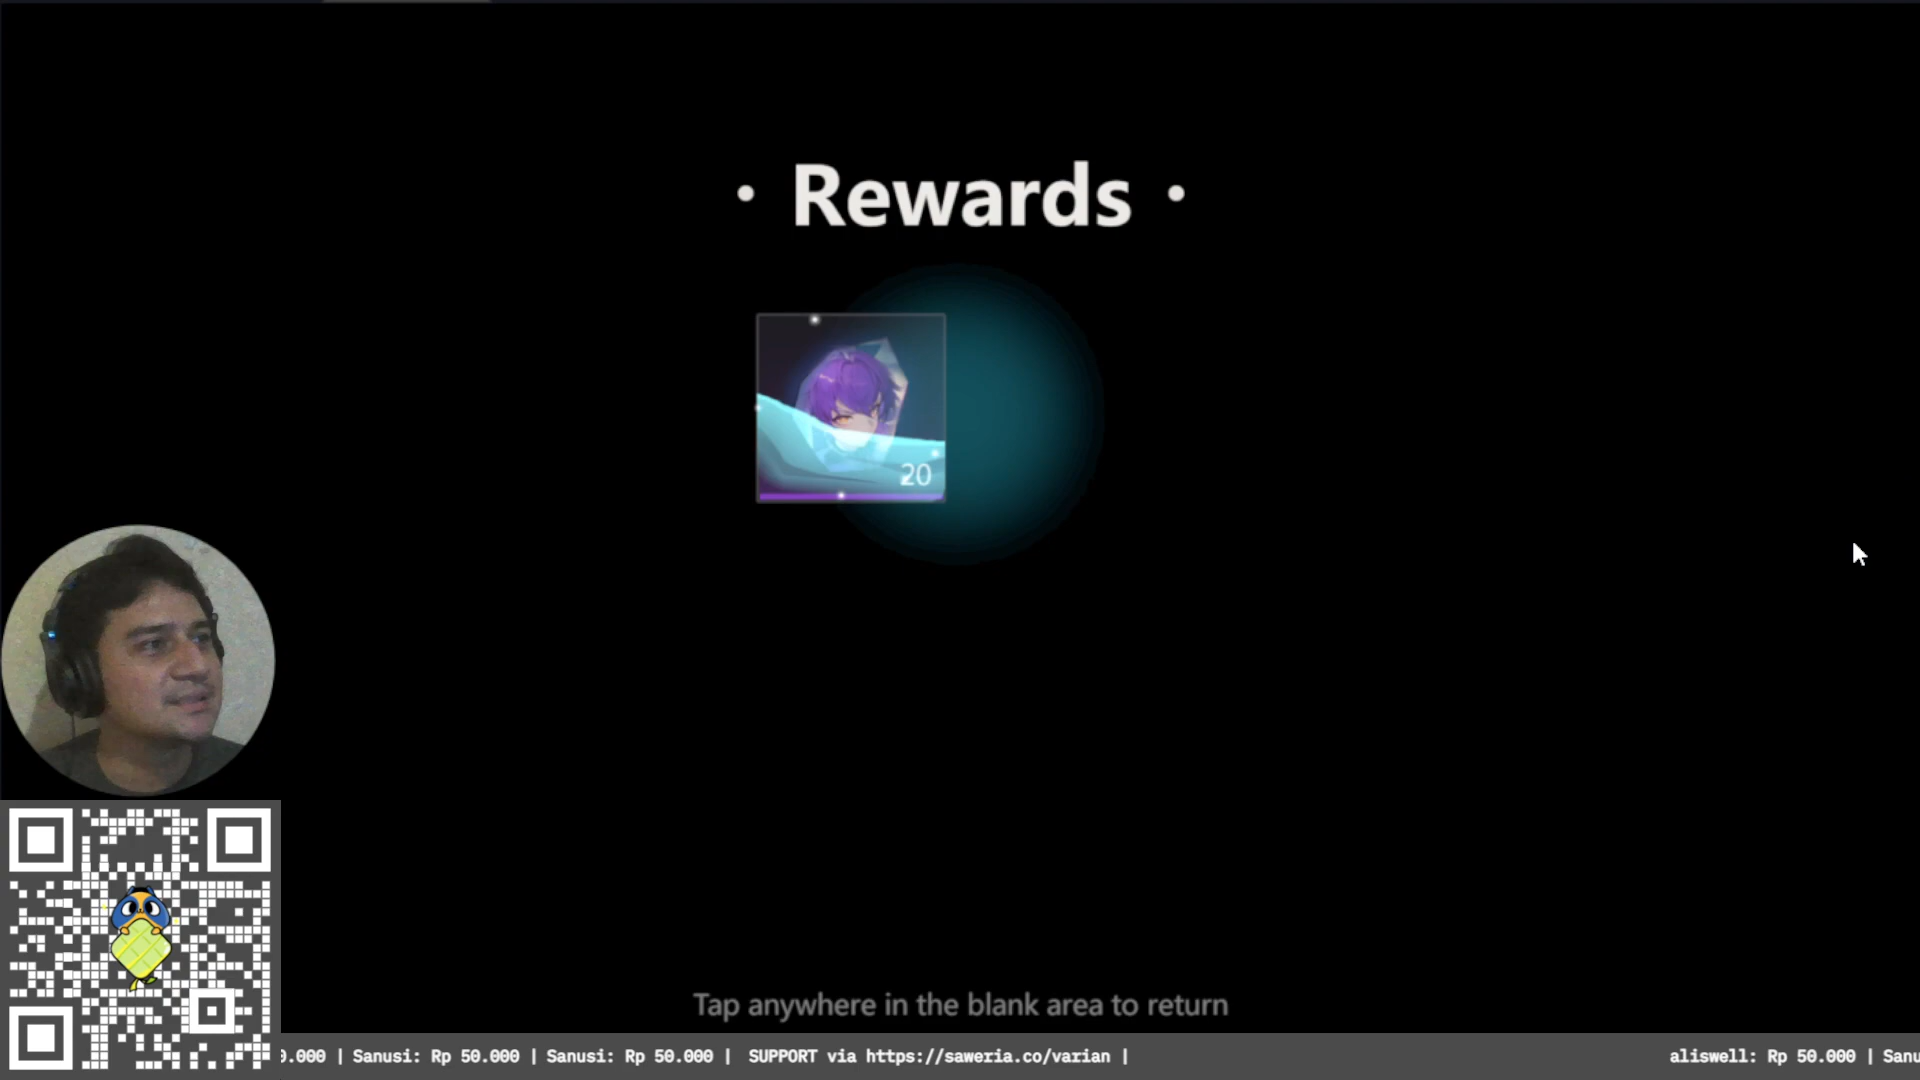 • Rewards •
20
Tap anywhere in the blank area to return
0.000 | Sanusi: Rp 50.000 | Sanusi: Rp 50.000 | SUPPORT via https://saweria.co/varian |
aliswell: Rp 50.000 | Sanu